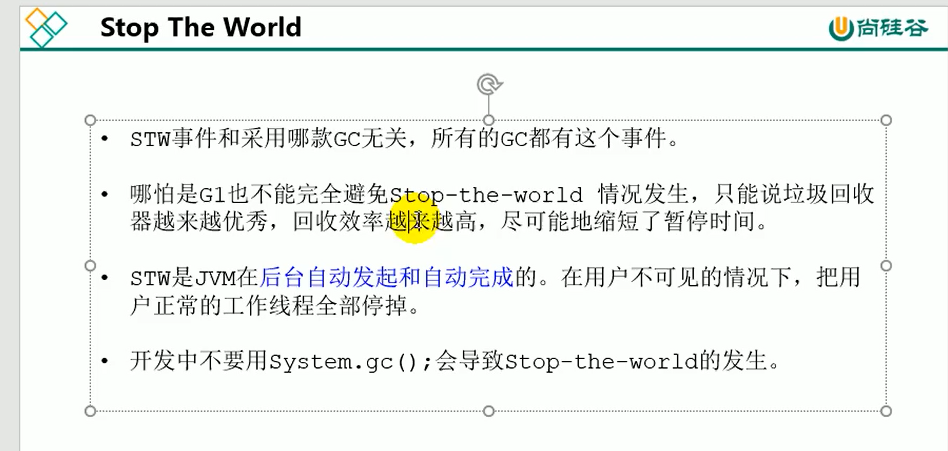 Stop The World
尚硅谷
• STW事件和采用哪款GC无关，所有的GC都有这个事件。
• 哪怕是G1也不能完全避免Stop-the-world 情况发生，只能说垃圾回收
器越来越优秀，回收效率越来越高，尽可能地缩短了暂停时间。
• STW是JVM在后台自动发起和自动完成的。在用户不可见的情况下，把用
户正常的工作线程全部停掉。
• 开发中不要用System.gc();会导致Stop-the-world的发生。